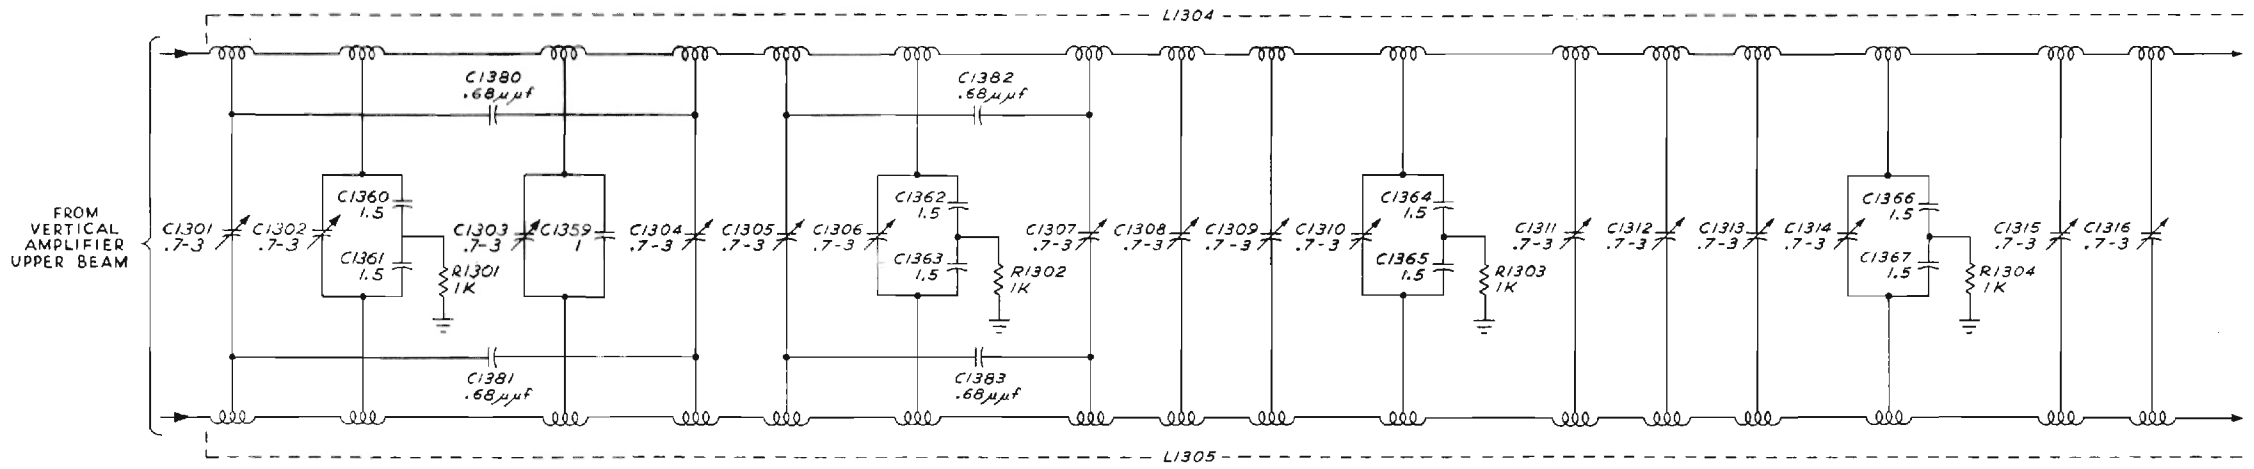 L1304
C1380
.68μμf
C1382
.68μμf
FROM
VERTICAL
AMPLIFIER
UPPER BEAM
C1301
.7-3
C1302
.7-3
C1360
1.5
C1361
1.5
R1301
1K
C1303
.7-3
C1359
1
C1304
.7-3
C1305
.7-3
C1306
.7-3
C1362
1.5
C1363
1.5
R1302
1K
C1307
.7-3
C1308
.7-3
C1309
.7-3
C1310
.7-3
C1364
1.5
C1365
1.5
R1303
1K
C1311
.7-3
C1312
.7-3
C1313
.7-3
C1314
.7-3
C1366
1.5
C1367
1.5
R1304
1K
C1315
.7-3
C1316
.7-3
C1381
.68μμf
C1383
.68μμf
L1305